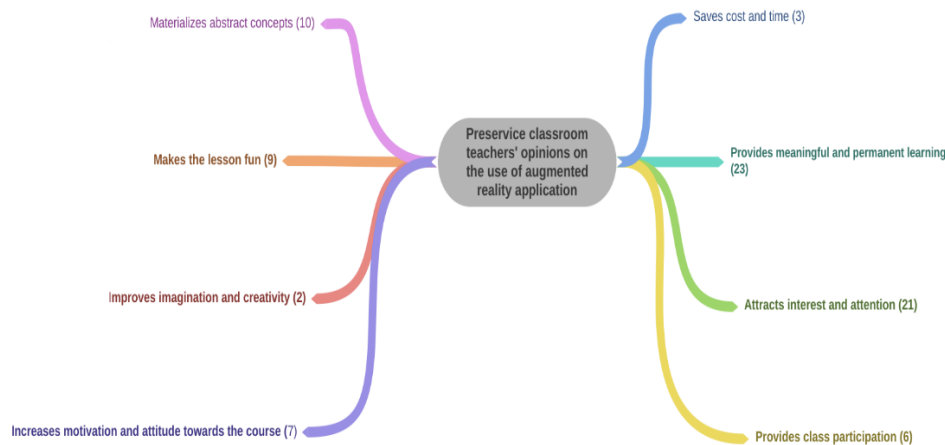 Preservice classroom
teachers' opinions on
the use of augmented
reality application
Materializes abstract concepts (10)
Makes the lesson fun (9)
Improves imagination and creativity (2)
Increases motivation and attitude towards the course (7)
Saves cost and time (3)
Provides meaningful and permanent learning
(23)
Attracts interest and attention (21)
Provides class participation (6)